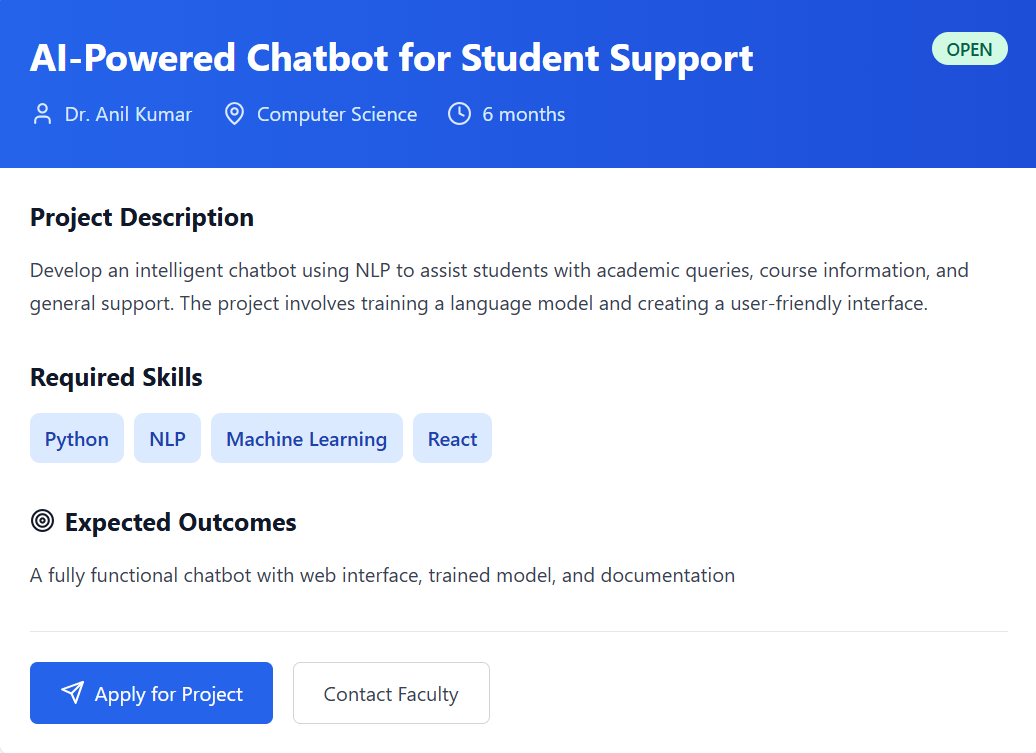 AI-Powered Chatbot for Student Support
OPEN
Dr. Anil Kumar Computer Science 6 months
Project Description
Develop an intelligent chatbot using NLP to assist students with academic queries, course information, and
general support. The project involves training a language model and creating a user-friendly interface.
Required Skills
Python NLP Machine Learning React
Expected Outcomes
A fully functional chatbot with web interface, trained model, and documentation
Apply for Project Contact Faculty